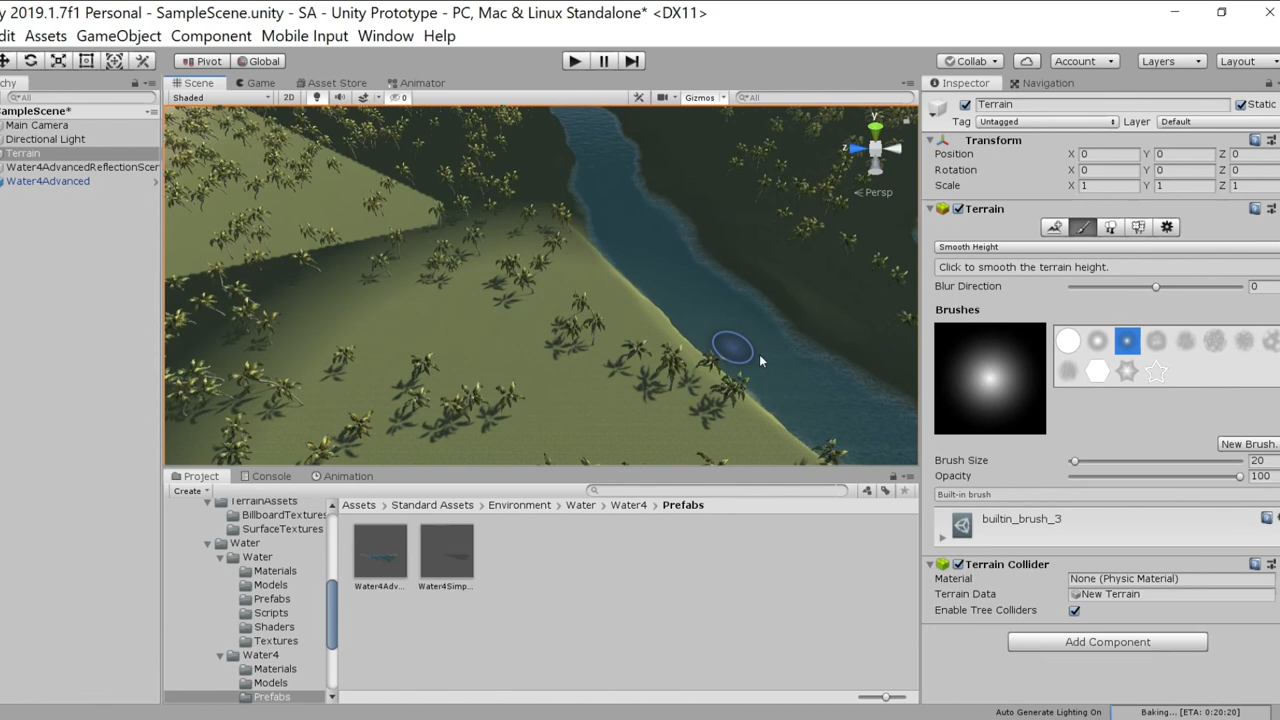 y 2019.1.7f1 Personal - SampleScene.unity - SA - Unity Prototype - PC, Mac & Linux Standalone* <DX11>
dit Assets GameObject Component Mobile Input Window Help
Pivot Global Collab Account Layers Layout
chy Scene Game Asset Store Animator Inspector Navigation
All Shaded 2D 0 Gizmos All Terrain Static
SampleScene* Tag Untagged Layer Default
Main Camera
Directional Light
Terrain
Water4AdvancedReflectionScer
Water4Advanced
y
z
Persp
Transform
Position X 0 Y 0 Z 0
Rotation X 0 Y 0 Z 0
Scale X 1 Y 1 Z 1
Terrain
Smooth Height
Click to smooth the terrain height.
Blur Direction 0
Brushes
New Brush.
Brush Size 20
Opacity 100
Built-in brush
builtin_brush_3
Terrain Collider
Material None (Physic Material)
Terrain Data New Terrain
Enable Tree Colliders
Add Component
Project Console Animation
Create
Assets > Standard Assets > Environment > Water > Water4 > Prefabs
TerrainAssets
BillboardTextures
SurfaceTextures
Water
Water
Materials
Models
Prefabs
Scripts
Shaders
Textures
Water4
Materials
Models
Prefabs
Water4Adv... Water4Simp...
Auto Generate Lighting On Baking... [ETA: 0:20:20]